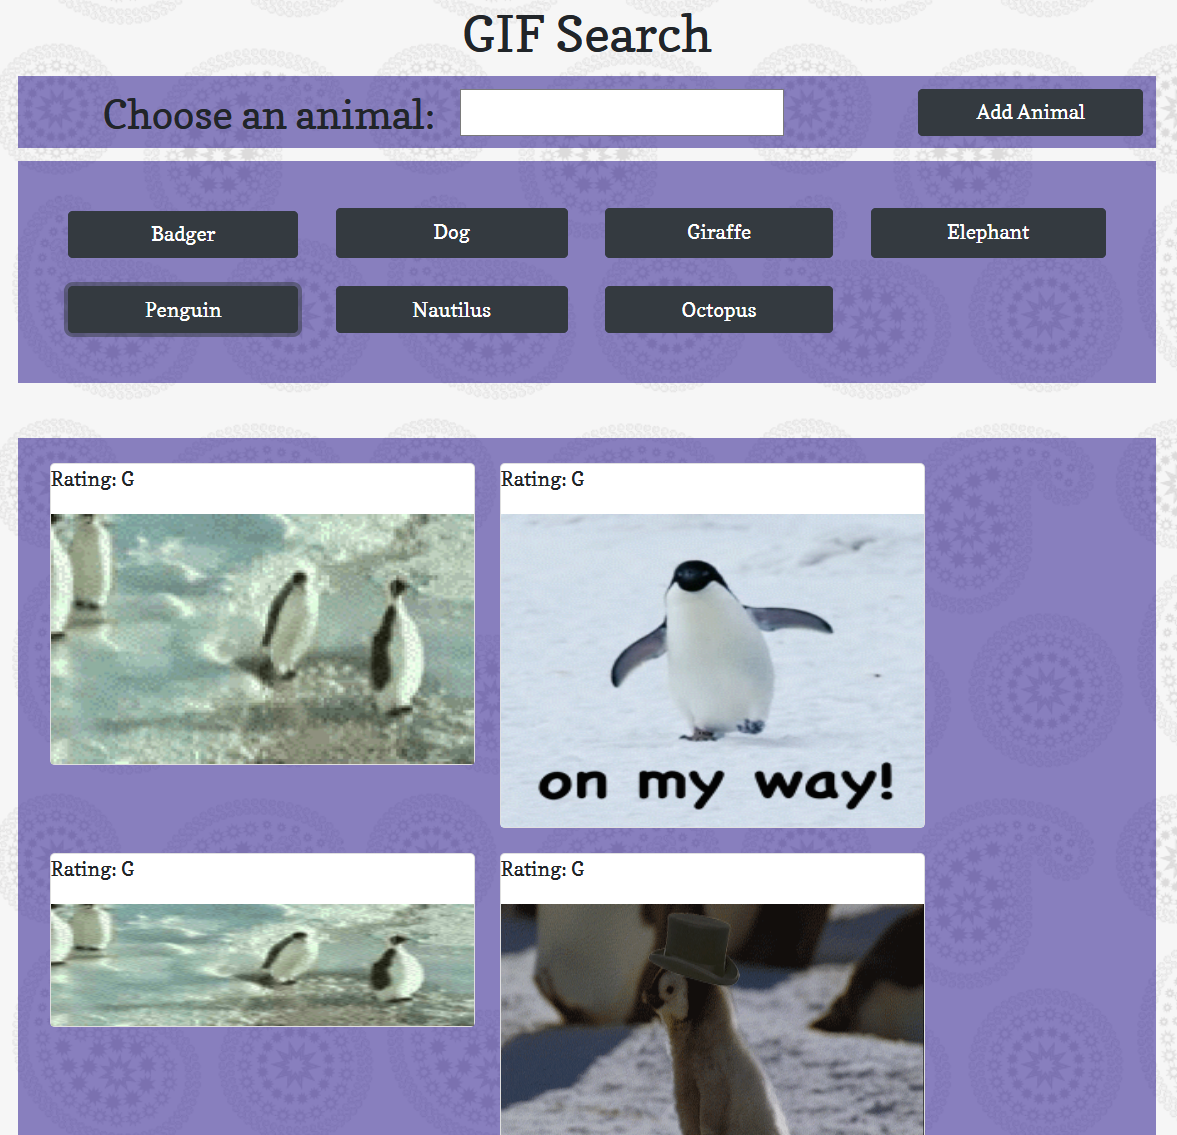 GIF Search
Choose an animal:
Add Animal
Badger
Dog
Giraffe
Elephant
Penguin
Nautilus
Octopus
Rating: G
Rating: G
on my way!
Rating: G
Rating: G